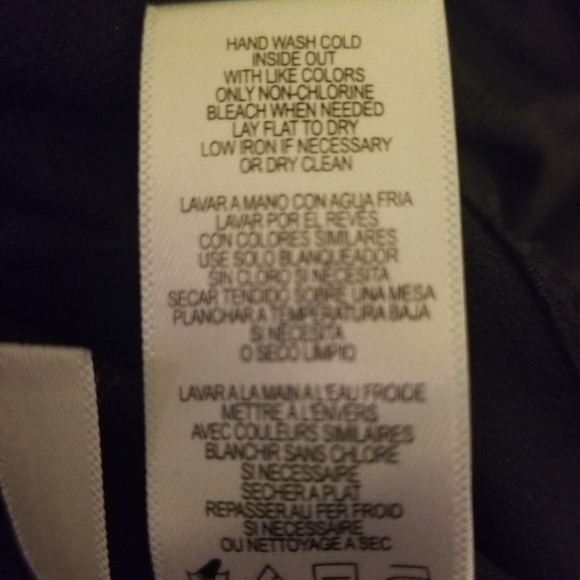 HAND WASH COLD
INSIDE OUT
WITH LIKE COLORS
ONLY NON-CHLORINE
BLEACH WHEN NEEDED
LAY FLAT TO DRY
LOW IRON IF NECESSARY
OR DRY CLEAN
LAVAR A MANO CON AGUA FRIA
LAVAR POR EL REVÉS
CON COLORES SIMILARES
USE SOLO BLANQUEADOR
SIN CLORO SI NECESITA
SECAR TENDIDO SOBRE UNA MESA
PLANCHAR A TEMPERATURA BAJA
SI NECESITA
O SECO LIMPIO
LAVAR A LA MAIN A L'EAU FROIDE
METTRE À L'ENVERS
AVEC COULEURS SIMILAIRES
BLANCHIR SANS CHLORE
SI NECESSAIRE
SECHER A PLAT
REPASSER AU FER FROID
SI NECESSAIRE
OU NETTOYAGE A SEC